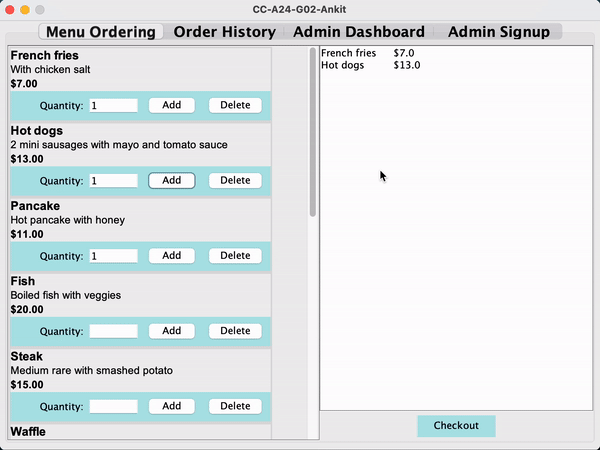 CC-A24-G02-Ankit
Menu Ordering Order History Admin Dashboard Admin Signup
French fries
With chicken salt
$7.00
Quantity: 1 Add Delete
Hot dogs
2 mini sausages with mayo and tomato sauce
$13.00
Quantity: 1 Add Delete
Pancake
Hot pancake with honey
$11.00
Quantity: 1 Add Delete
Fish
Boiled fish with veggies
$20.00
Quantity: Add Delete
Steak
Medium rare with smashed potato
$15.00
Quantity: Add Delete
Waffle
French fries $7.0
Hot dogs $13.0
Checkout